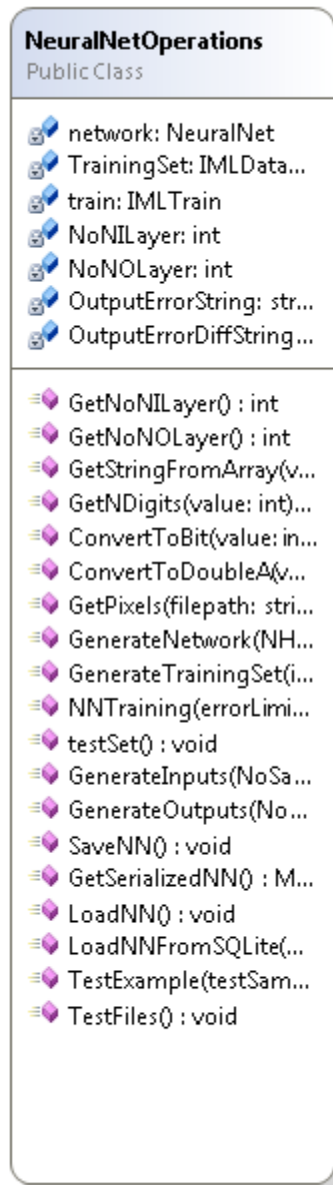 NeuralNetOperations
Public Class
network: NeuralNet
TrainingSet: IMLData...
train: IMLTrain
NoNILayer: int
NoNOLayer: int
OutputErrorString: str...
OutputErrorDiffString...
GetNoNILayer() : int
GetNoNOLayer() : int
GetStringFromArray(v...
GetNDigits(value: int)...
ConvertToBit(value: in...
ConvertToDoubleA(v...
GetPixels(filepath: stri...
GenerateNetwork(NH...
GenerateTrainingSet(i...
NNTraining(errorLimi...
testSet() : void
GenerateInputs(NoSa...
GenerateOutputs(No...
SaveNN() : void
GetSerializedNN() : M...
LoadNN() : void
LoadNNFromSQLite(...
TestExample(testSam...
TestFiles() : void